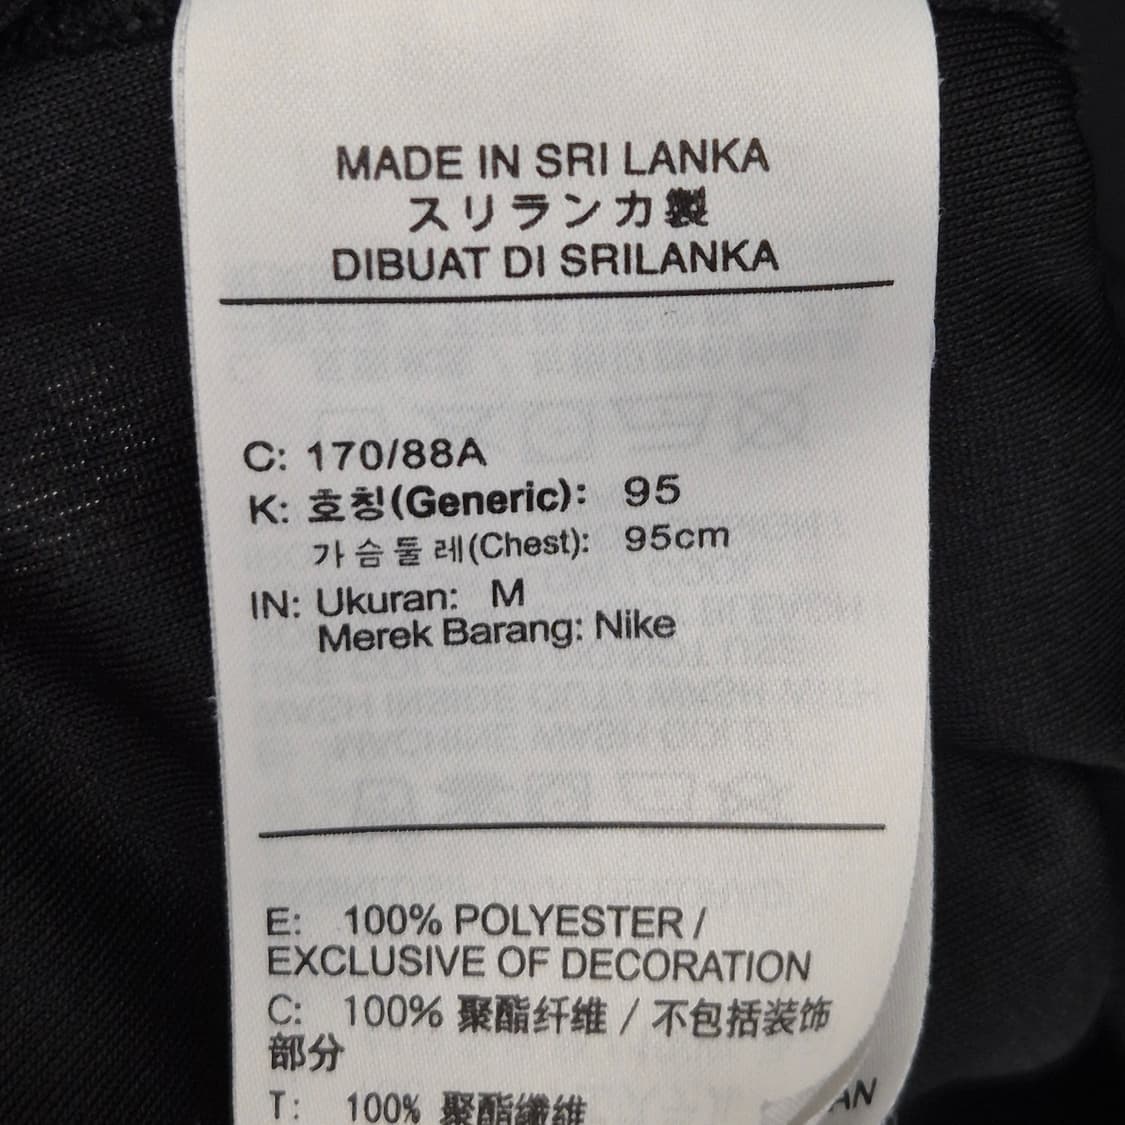 MADE IN SRI LANKA
スリランカ製
DIBUAT DI SRILANKA
C: 170/88A
K: 호칭(Generic): 95
가슴둘레(Chest): 95cm
IN: Ukuran: M
Merek Barang: Nike
E: 100% POLYESTER /
EXCLUSIVE OF DECORATION
C: 100% 聚酯纤维 / 不包括装饰
部分
T: 100% 聚酯纖維